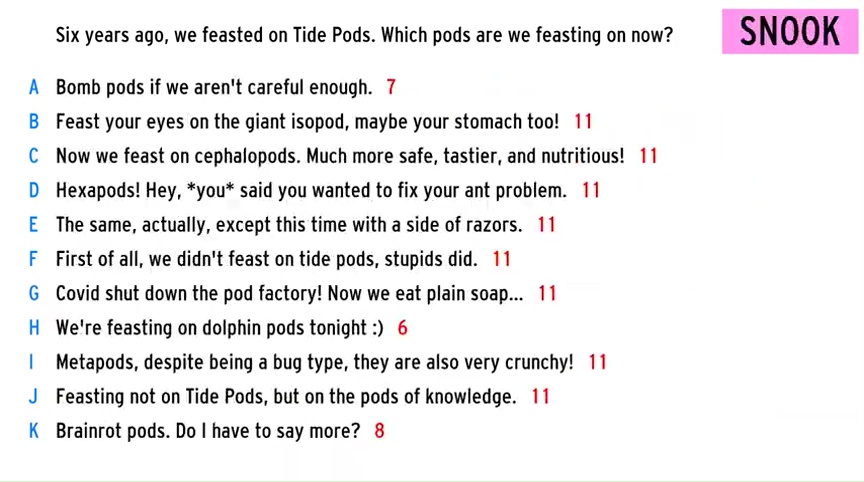 Six years ago, we feasted on Tide Pods. Which pods are we feasting on now?
SNOOK
A Bomb pods if we aren't careful enough. 7
B Feast your eyes on the giant isopod, maybe your stomach too! 11
C Now we feast on cephalopods. Much more safe, tastier, and nutritious! 11
D Hexapods! Hey, *you* said you wanted to fix your ant problem. 11
E The same, actually, except this time with a side of razors. 11
F First of all, we didn't feast on tide pods, stupids did. 11
G Covid shut down the pod factory! Now we eat plain soap... 11
H We're feasting on dolphin pods tonight :) 6
I Metapods, despite being a bug type, they are also very crunchy! 11
J Feasting not on Tide Pods, but on the pods of knowledge. 11
K Brainrot pods. Do I have to say more? 8